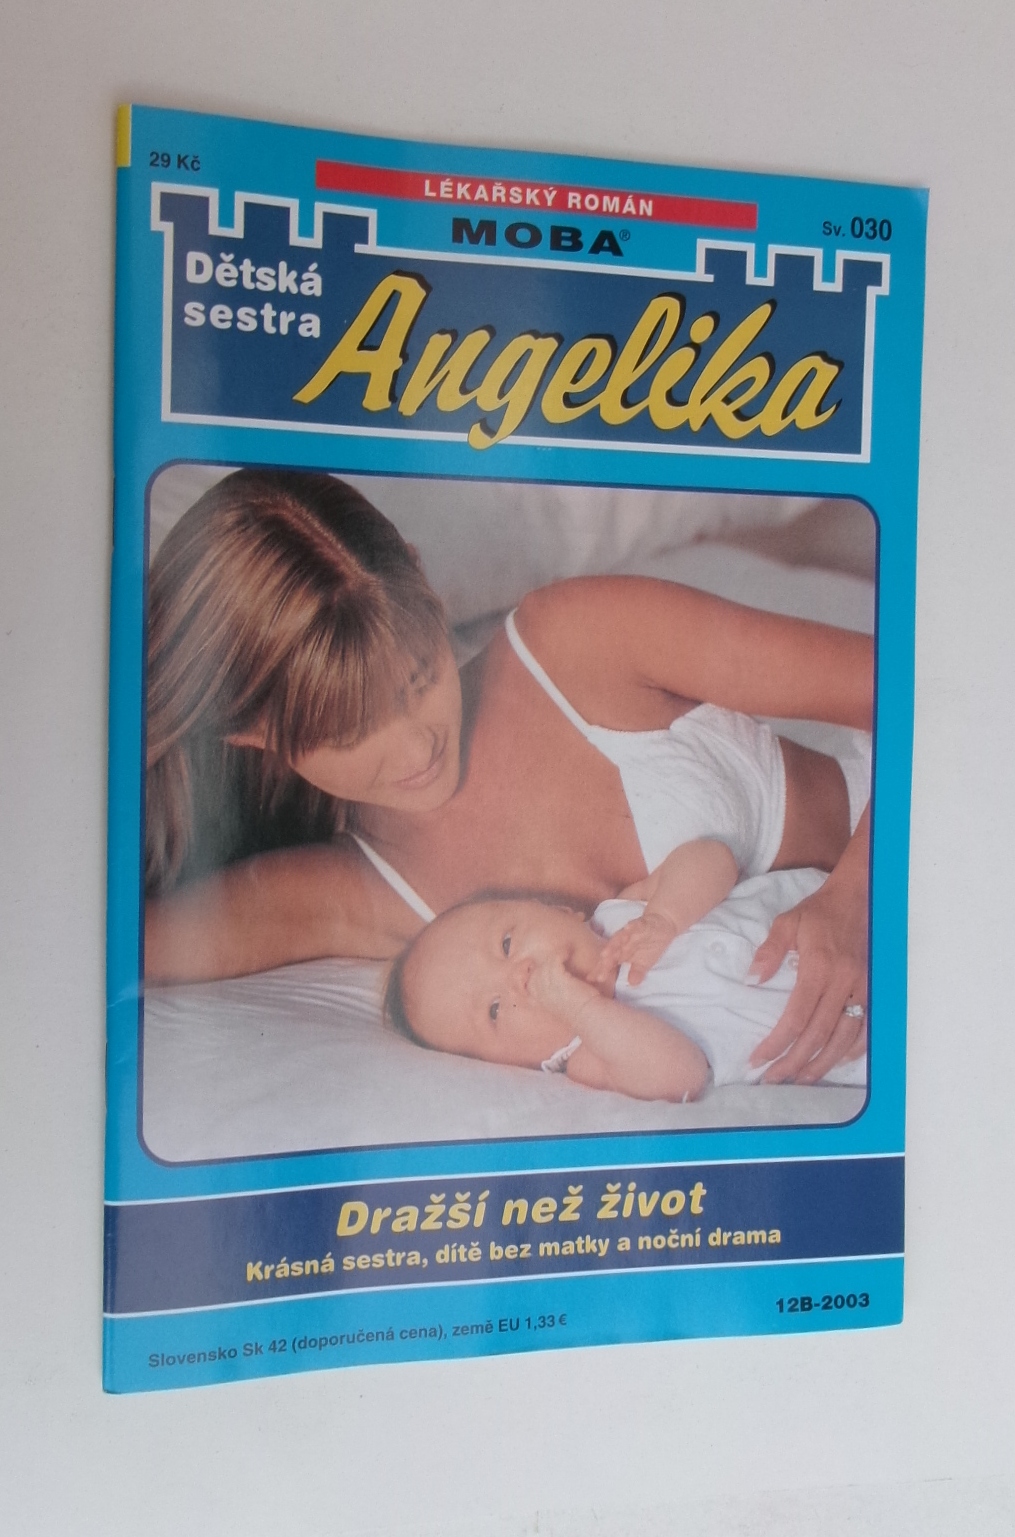 29 Kč
LÉKAŘSKÝ ROMÁN
MOBA®
Sv. 030
Dětská
sestra
Angelika
Dražší než život
Krásná sestra, dítě bez matky a noční drama
12B-2003
Slovensko Sk 42 (doporučená cena), země EU 1,33 €